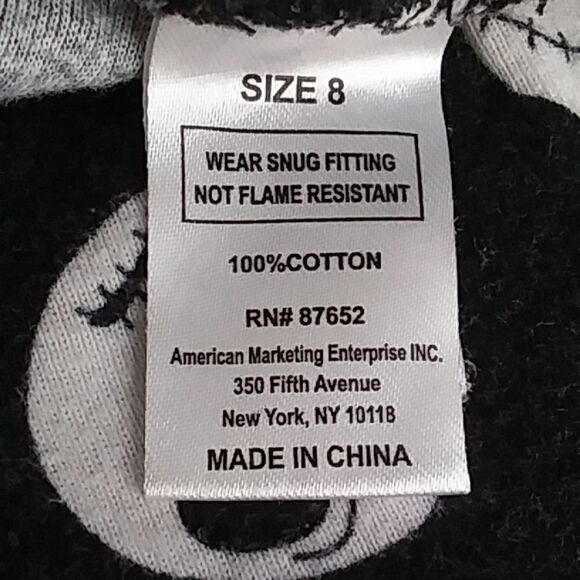 SIZE 8
WEAR SNUG FITTING
NOT FLAME RESISTANT
100%COTTON
RN# 87652
American Marketing Enterprise INC.
350 Fifth Avenue
New York, NY 10118
MADE IN CHINA